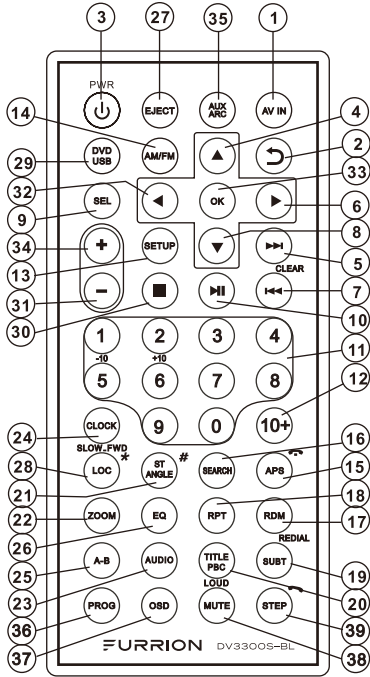 3 27 35 1
PWR
EJECT AUX ARC AV IN
14 4
DVD USB AM/FM 2
29 33
32 OK
9 SEL 6
34 + SETUP 8
13 5
CLEAR
31 − 7
30 10
1 2 3 4
-10 +10 11
5 6 7 8
12
24 CLOCK 9 0 10+
SLOW_FWD * # 16
28 LOC ST ANGLE SEARCH APS 15
21 18
22 ZOOM EQ RPT RDM 17
26 REDIAL
25 A-B AUDIO TITLE PBC SUBT 19
23 LOUD 20
36 PROG OSD MUTE STEP 39
37 FURRION DV3300S-BL 38